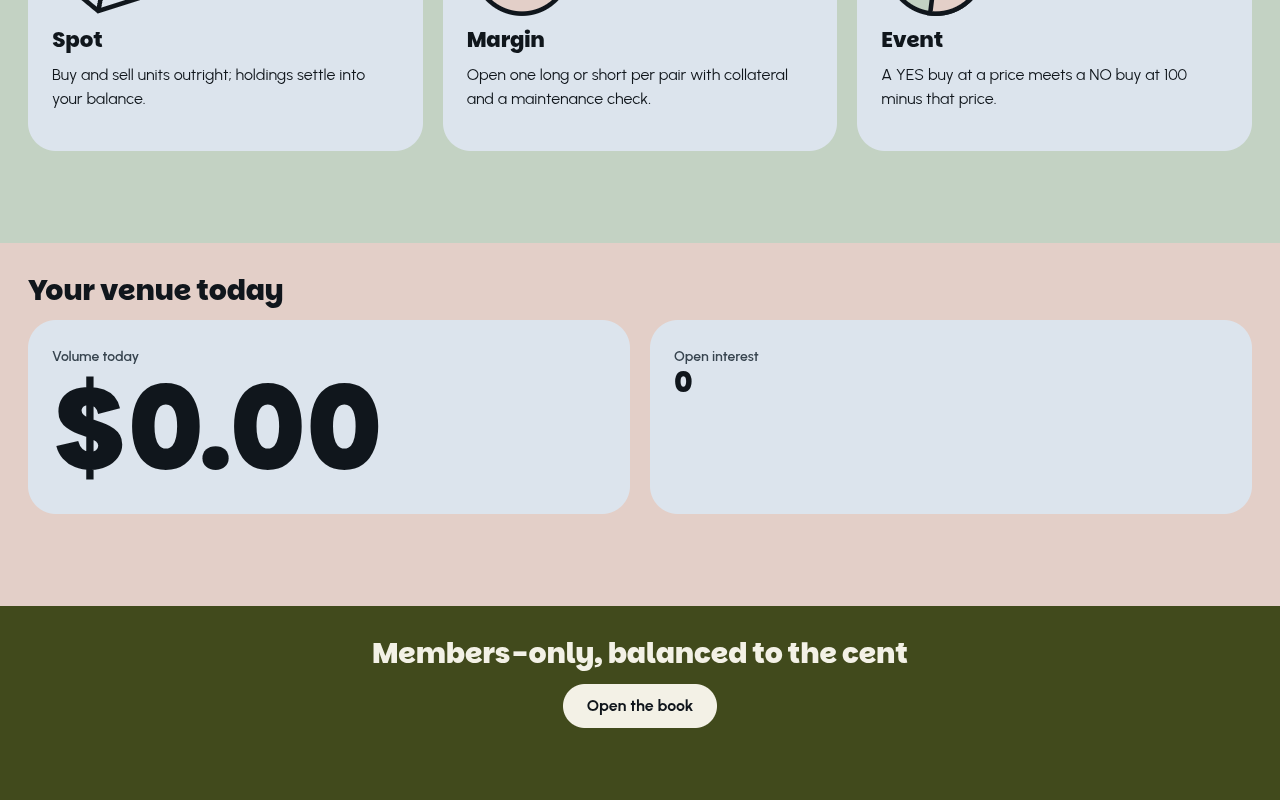 Spot
Buy and sell units outright; holdings settle into
your balance.
Margin
Open one long or short per pair with collateral
and a maintenance check.
Event
A YES buy at a price meets a NO buy at 100
minus that price.
Your venue today
Volume today
$0.00
Open interest
0
Members-only, balanced to the cent
Open the book